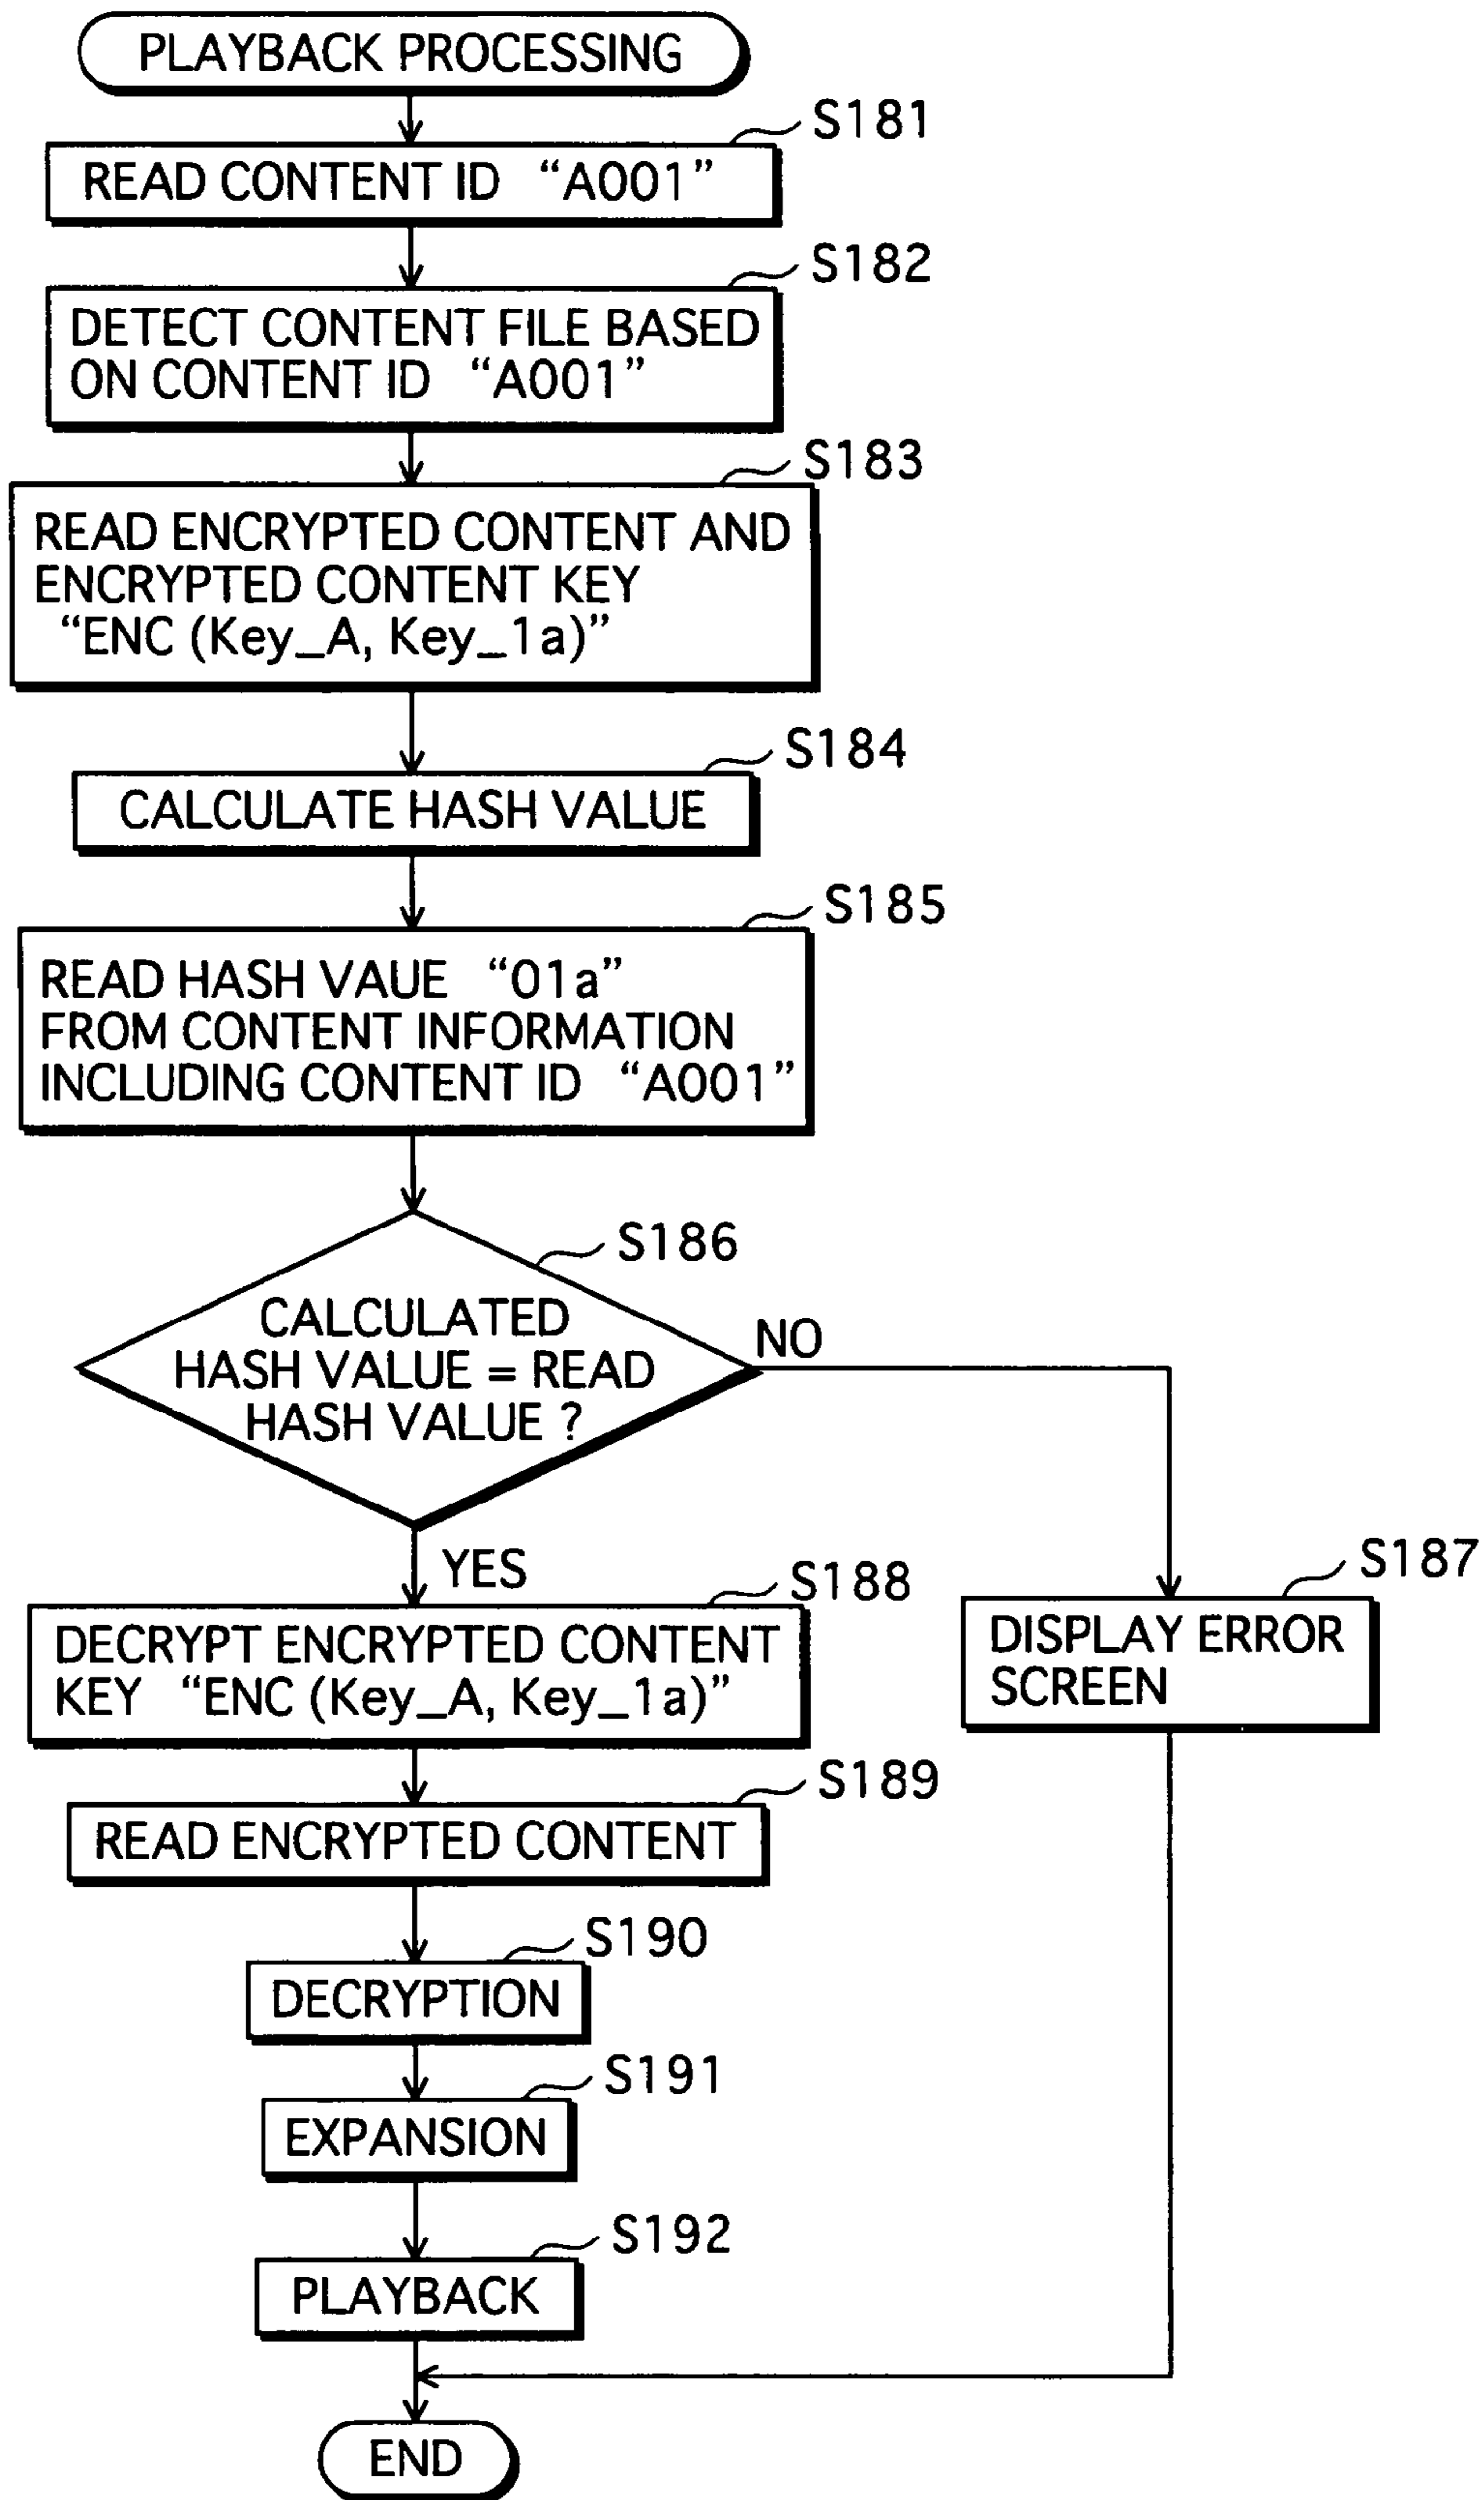 PLAYBACK PROCESSING
S181
READ CONTENT ID “A001”
S182
DETECT CONTENT FILE BASED
ON CONTENT ID “A001”
S183
READ ENCRYPTED CONTENT AND
ENCRYPTED CONTENT KEY
“ENC (Key_A, Key_1a)”
S184
CALCULATE HASH VALUE
S185
READ HASH VAUE “01a”
FROM CONTENT INFORMATION
INCLUDING CONTENT ID “A001”
S186
CALCULATED
HASH VALUE = READ
HASH VALUE ?
NO
YES
S187
DISPLAY ERROR
SCREEN
S188
DECRYPT ENCRYPTED CONTENT
KEY “ENC (Key_A, Key_1a)”
S189
READ ENCRYPTED CONTENT
S190
DECRYPTION
S191
EXPANSION
S192
PLAYBACK
END